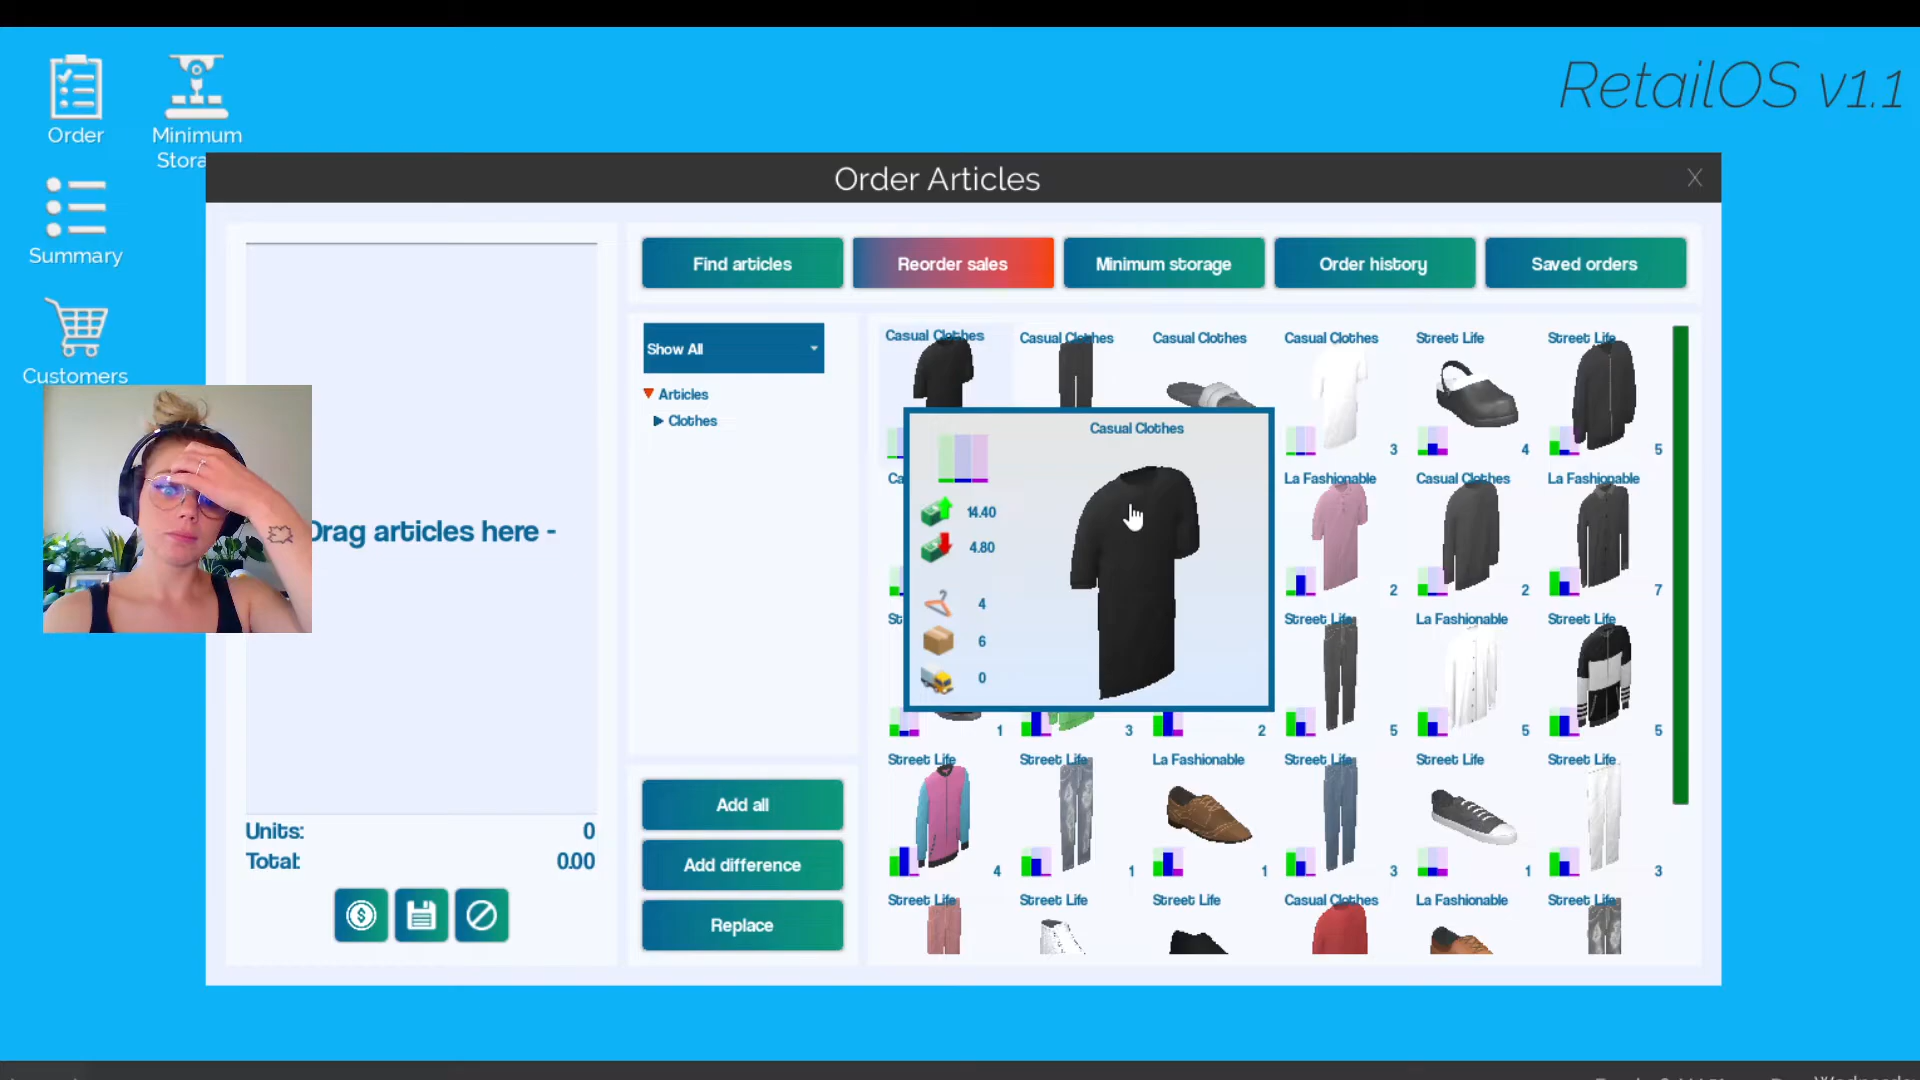 RetailOS v1.1
Order
Minimum
Stora
Summary
Customers
Order Articles
X
Find articles
Reorder sales
Minimum storage
Order history
Saved orders
Show All
Articles
Clothes
Drag articles here -
Units:
0
Total:
0.00
Add all
Add difference
Replace
Casual Clothes
Casual Clothes
Casual Clothes
Casual Clothes
Street Life
Street Life
3
4
5
Casual Clothes
14.40
4.80
4
6
0
Ca
La Fashionable
Casual Clothes
La Fashionable
2
2
7
St
Street Life
La Fashionable
Street Life
1
3
2
5
5
5
Street Life
Street Life
La Fashionable
Street Life
Street Life
Street Life
4
1
1
3
1
3
Street Life
Street Life
Street Life
Casual Clothes
La Fashionable
Street Life